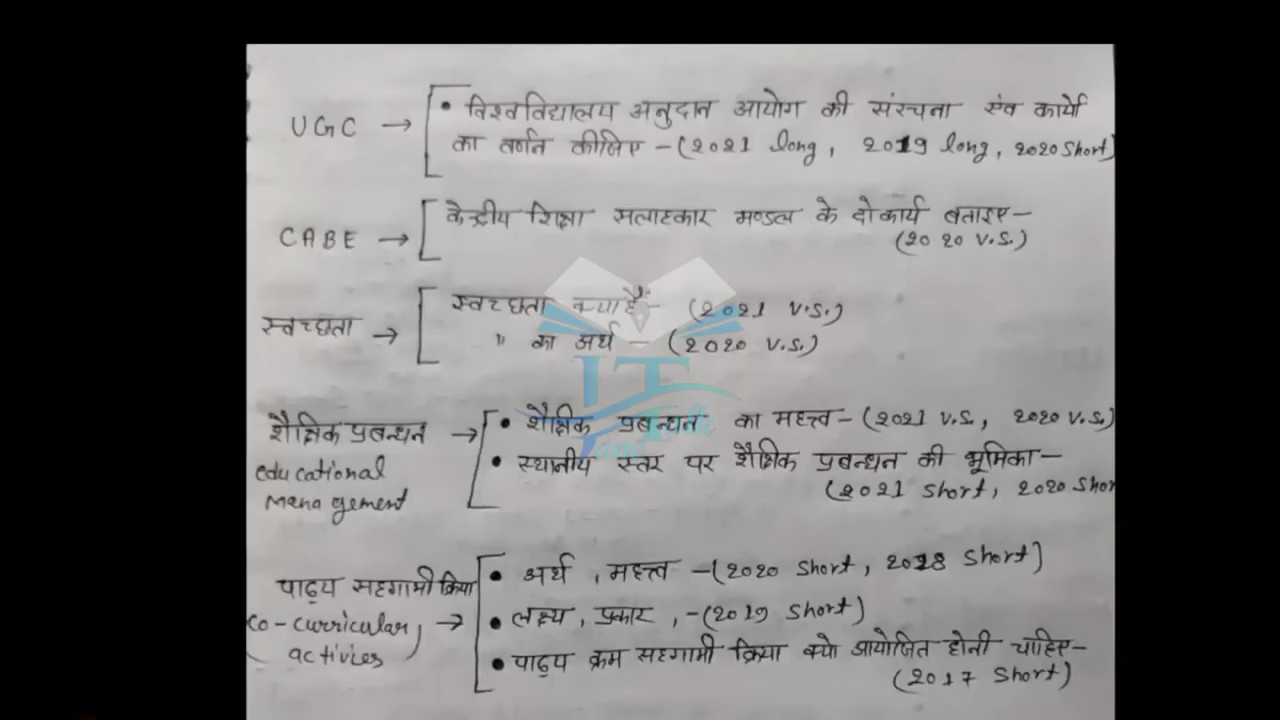 UGC → • विश्वविद्यालय अनुदान आयोग की संरचना एंव कार्यो
का वर्णन कीजिए - (2021 long, 2019 long, 2020 Short)
CABE → केन्द्रीय शिक्षा सलाहकार मण्डल के दो कार्य बताइए -
(2020 V.S.)
स्वच्छता → स्वच्छता क्या है - (2021 V.S.)
" का अर्थ - (2020 V.S.)
शैक्षिक प्रबन्धन → • शैक्षिक प्रबन्धन का महत्त्व - (2021 V.S, 2020 V.S.)
educational • स्थानीय स्तर पर शैक्षिक प्रबन्धन की भूमिका -
management (2021 Short, 2020 Shor
पाठ्य सहगामी क्रिया • अर्थ , महत्त्व - (2020 Short, 2018 Short)
co-curricular → • लक्ष्य, प्रकार , - (2019 Short)
activies • पाठ्य क्रम सहगामी क्रिया क्यो आयोजित होनी चाहिए -
(2017 Short)
IT